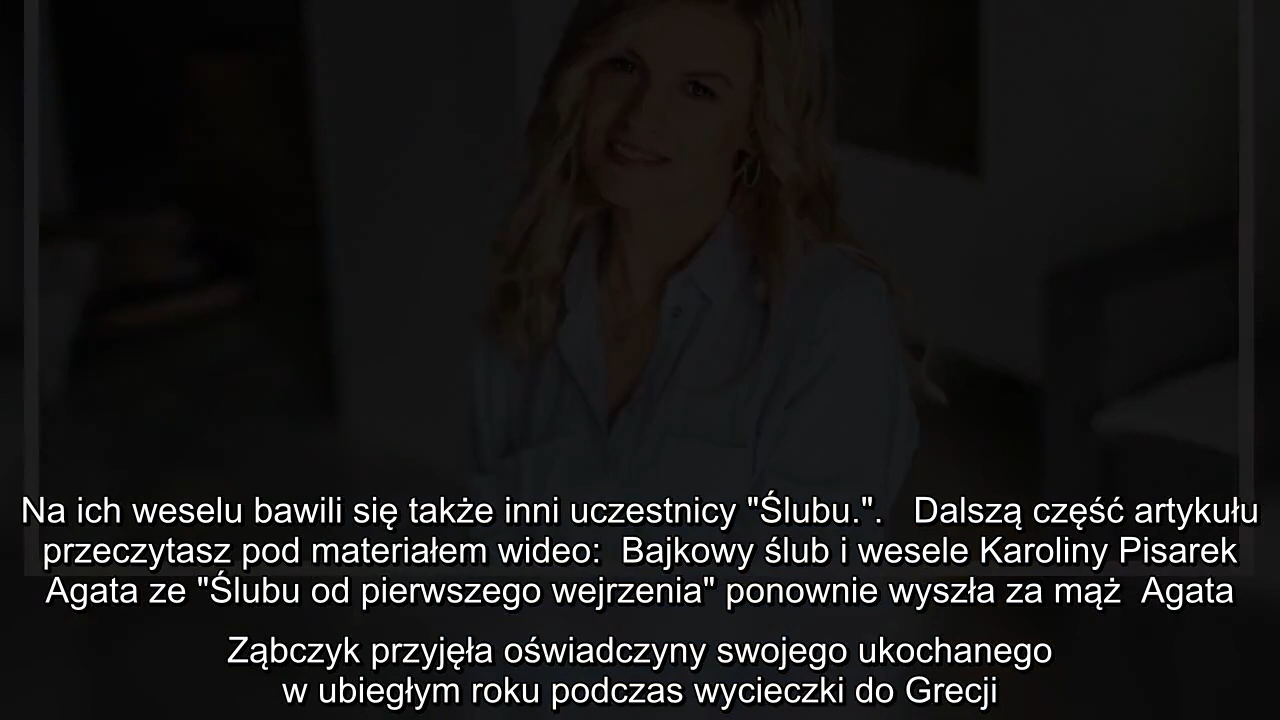 Na ich weselu bawili się także inni uczestnicy "Ślubu.".   Dalszą część artykułu
przeczytasz pod materiałem wideo:  Bajkowy ślub i wesele Karoliny Pisarek
Agata ze "Ślubu od pierwszego wejrzenia" ponownie wyszła za mąż  Agata
Ząbczyk przyjęła oświadczyny swojego ukochanego
w ubiegłym roku podczas wycieczki do Grecji